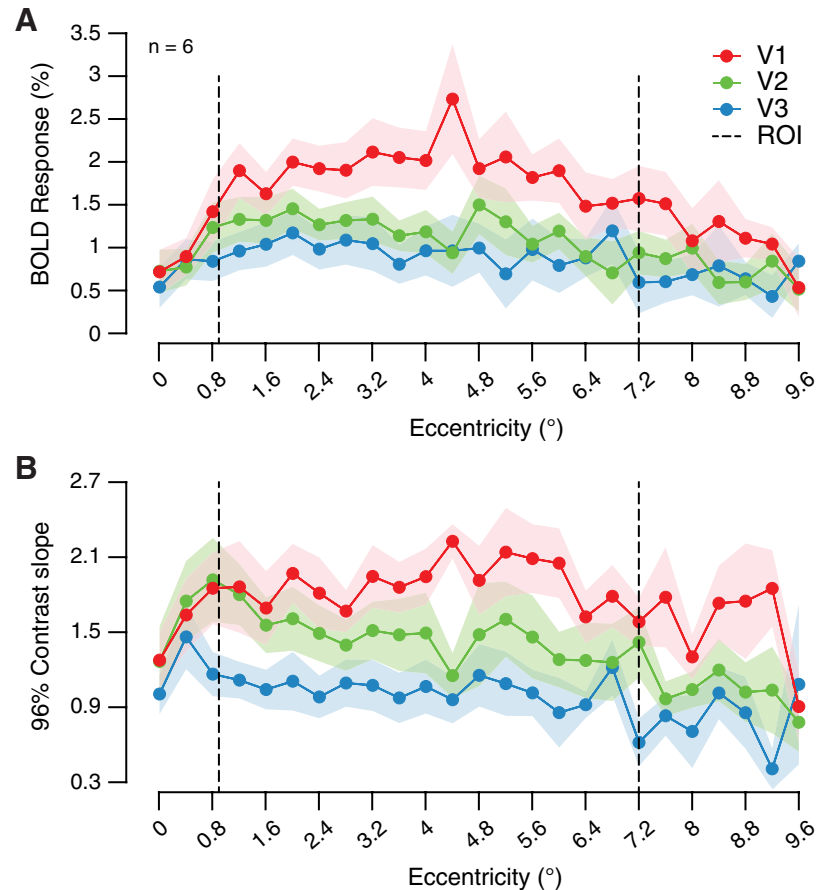 A
n = 6
V1
V2
V3
ROI
BOLD Response (%)
3.5
3
2.5
2
1.5
1
0.5
0
0 0.8 1.6 2.4 3.2 4 4.8 5.6 6.4 7.2 8 8.8 9.6
Eccentricity (°)
B
96% Contrast slope
2.7
2.1
1.5
0.9
0.3
0 0.8 1.6 2.4 3.2 4 4.8 5.6 6.4 7.2 8 8.8 9.6
Eccentricity (°)